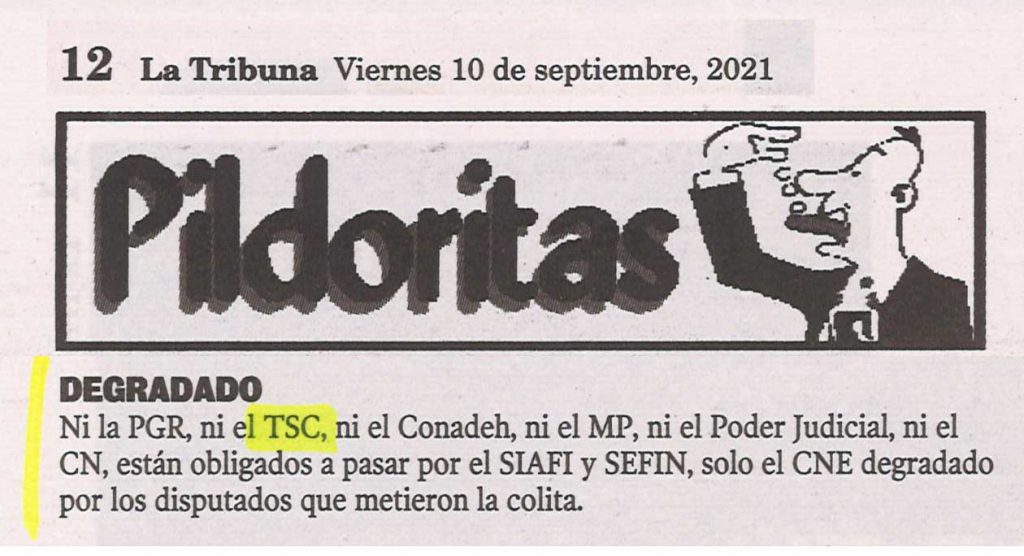 12 La Tribuna Viernes 10 de septiembre, 2021
Pildoritas
DEGRADADO
Ni la PGR, ni el TSC, ni el Conadeh, ni el MP, ni el Poder Judicial, ni el
CN, están obligados a pasar por el SIAFI y SEFIN, solo el CNE degradado
por los disputados que metieron la colita.